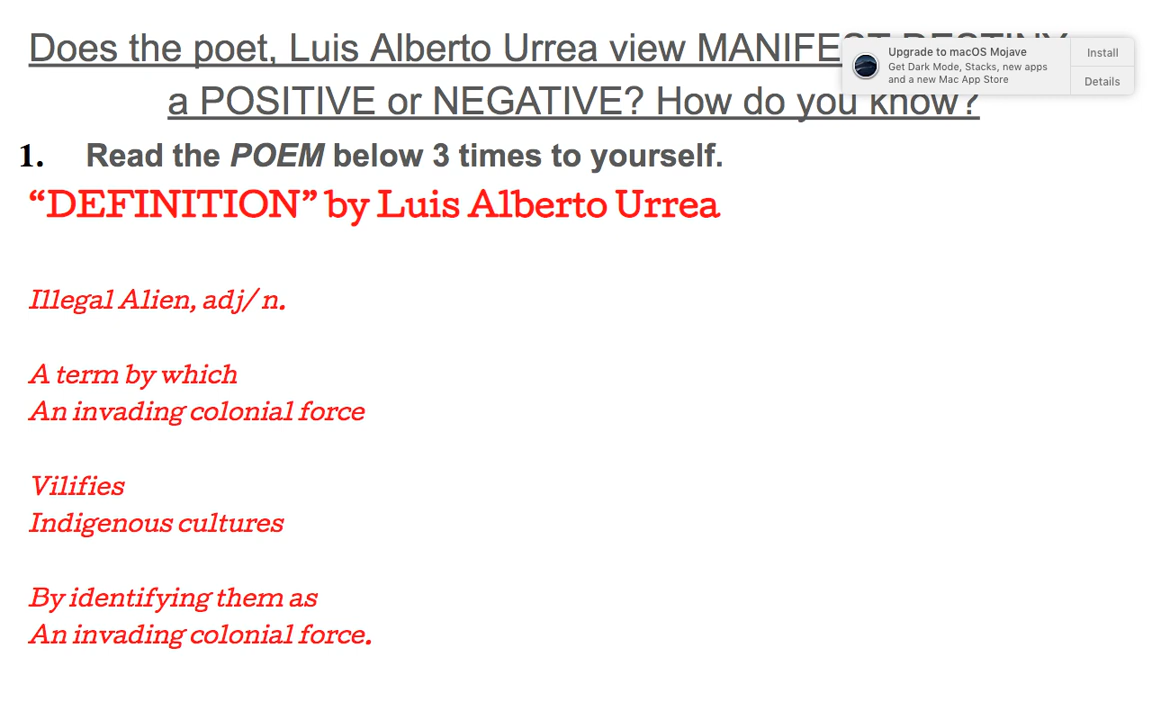 Does the poet, Luis Alberto Urrea view
a POSITIVE or NEGATIVE? How do you know?
Upgrade to macOS Mojave
Get Dark Mode, Stacks, new apps
and a new Mac App Store
Install
Details
1. Read the POEM below 3 times to yourself.
“DEFINITION” by Luis Alberto Urrea
Illegal Alien, adj/ n.
A term by which
An invading colonial force
Vilifies
Indigenous cultures
By identifying them as
An invading colonial force.